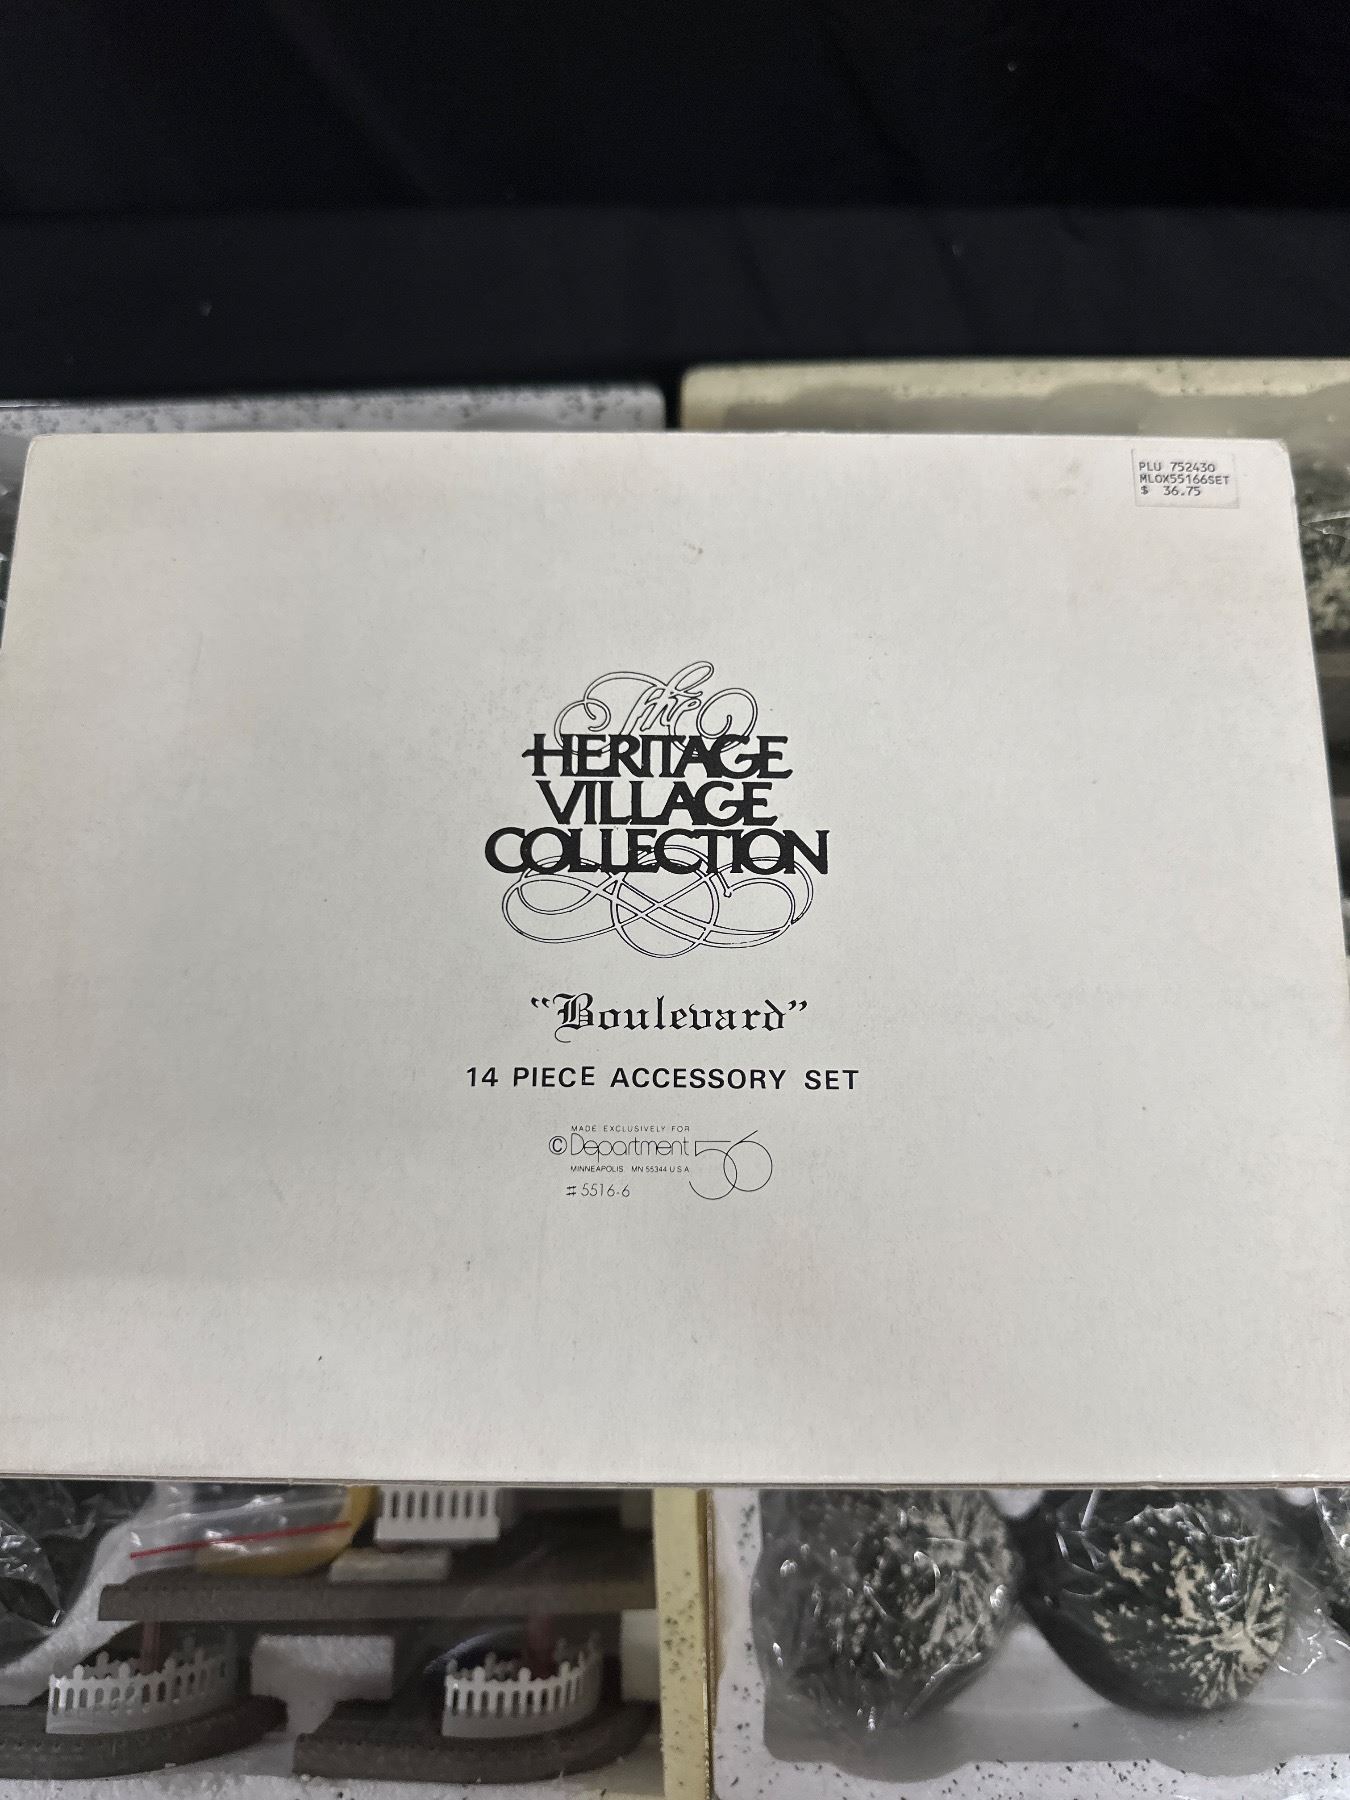 PLU 752430
MLOX55166SET
$ 36.75
The
HERITAGE
VILLAGE
COLLECTION
"Boulevard"
14 PIECE ACCESSORY SET
MADE EXCLUSIVELY FOR
©Department 56
MINNEAPOLIS, MN 55344 U S A
#5516-6